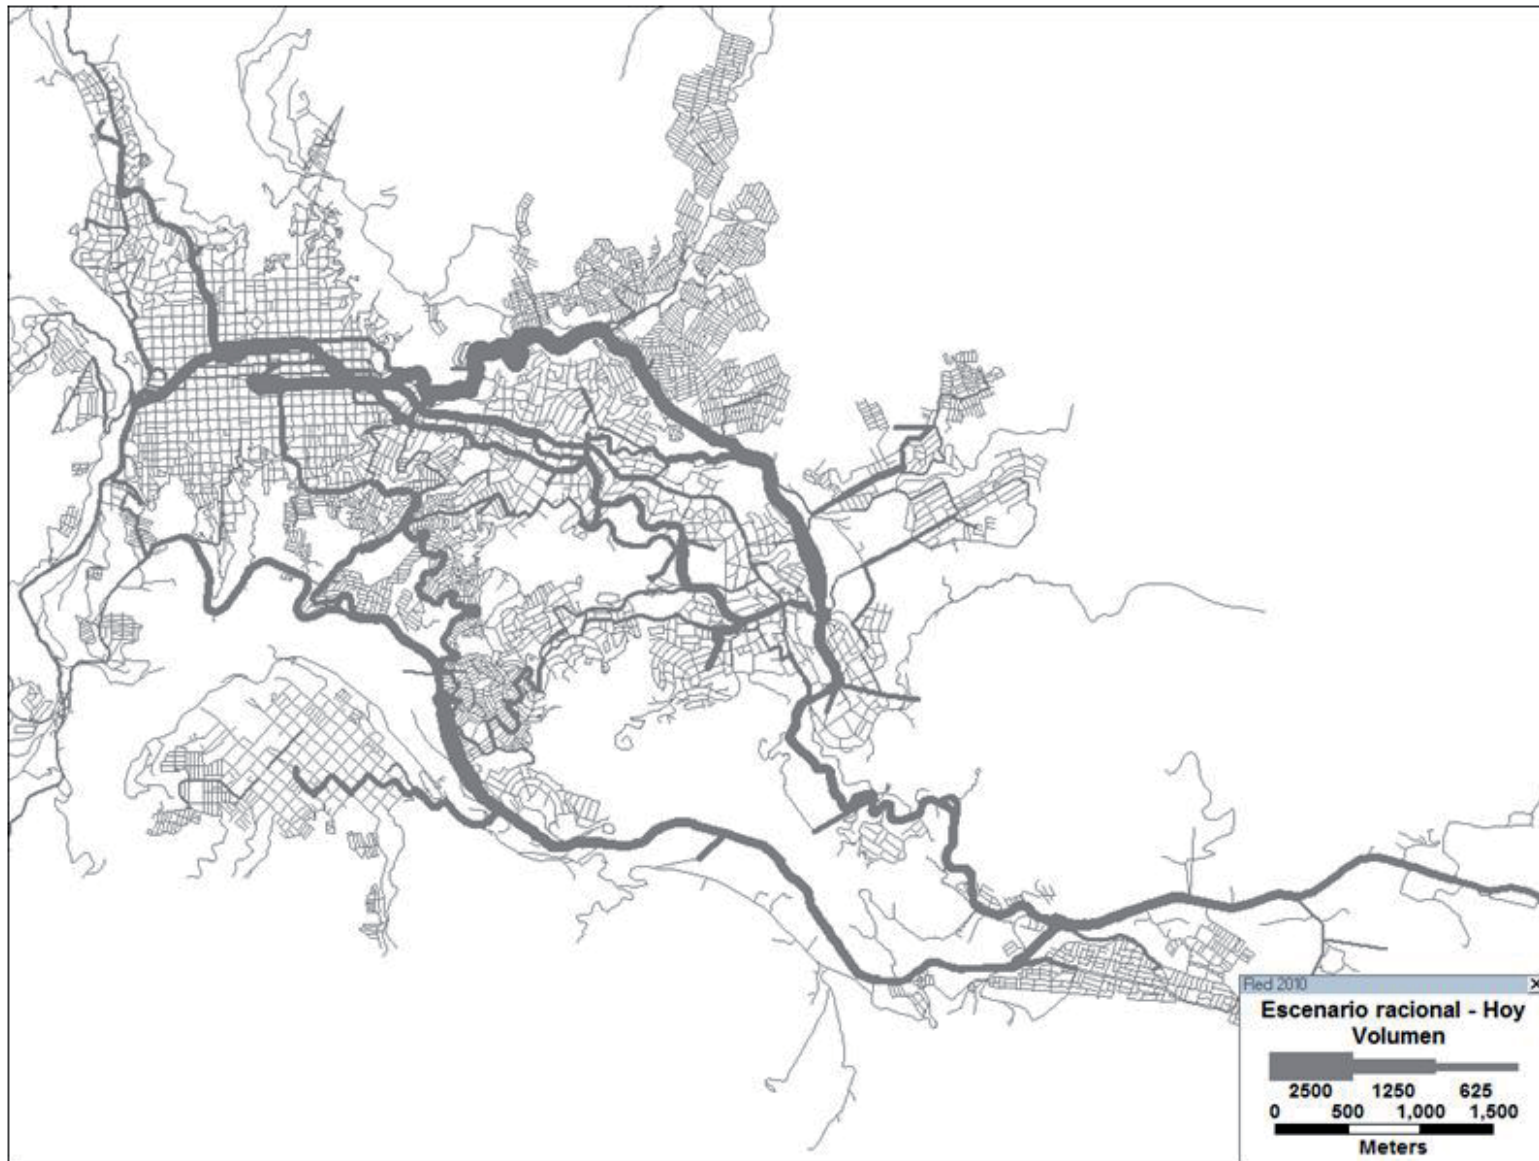 Red 2010
Escenario racional - Hoy
Volumen
2500 1250 625
0 500 1,000 1,500
Meters